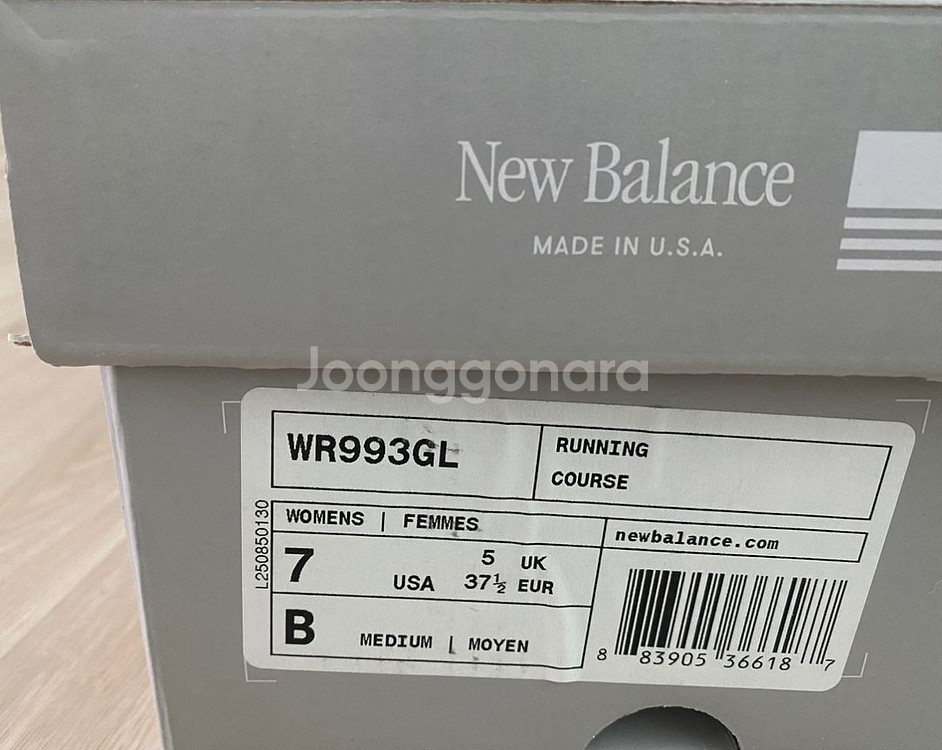 New Balance
MADE IN U.S.A.
Joonggonara
WR993GL
RUNNING
COURSE
L250850130
WOMENS | FEMMES
7 USA
5 UK
37½ EUR
B MEDIUM | MOYEN
newbalance.com
8 83905 36618 7